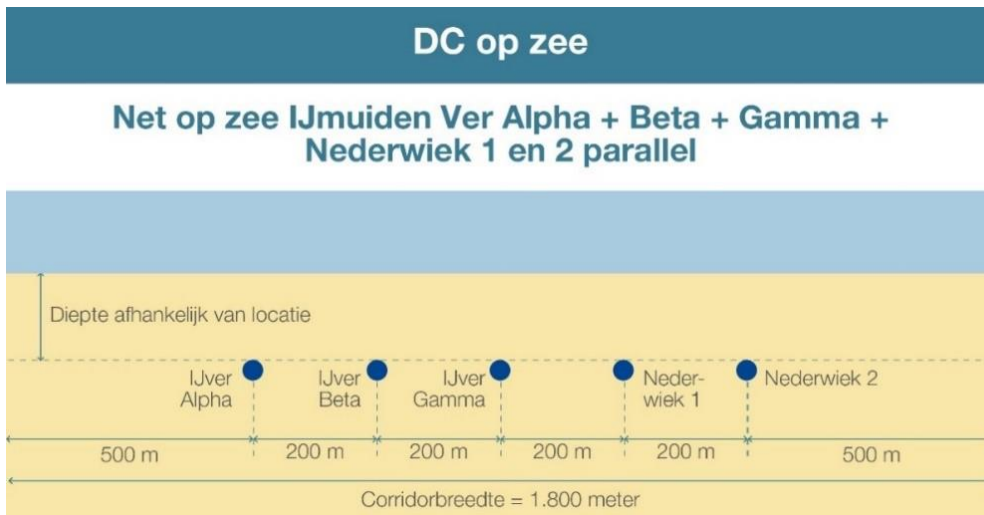 DC op zee
Net op zee IJmuiden Ver Alpha + Beta + Gamma +
Nederwiek 1 en 2 parallel
Diepte afhankelijk van locatie
IJver
Alpha
IJver
Beta
IJver
Gamma
Neder-
wiek 1
Nederwiek 2
500 m
200 m
200 m
200 m
200 m
500 m
Corridorbreedte = 1.800 meter